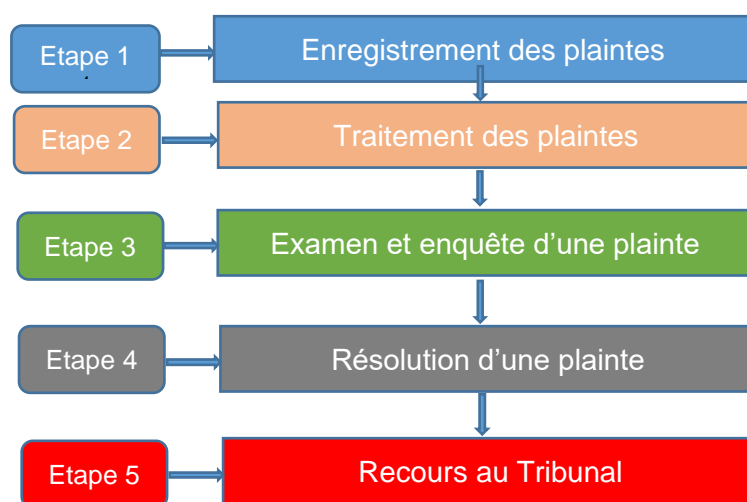 Etape 1
Enregistrement des plaintes
Etape 2
Traitement des plaintes
Etape 3
Examen et enquête d’une plainte
Etape 4
Résolution d’une plainte
Etape 5
Recours au Tribunal